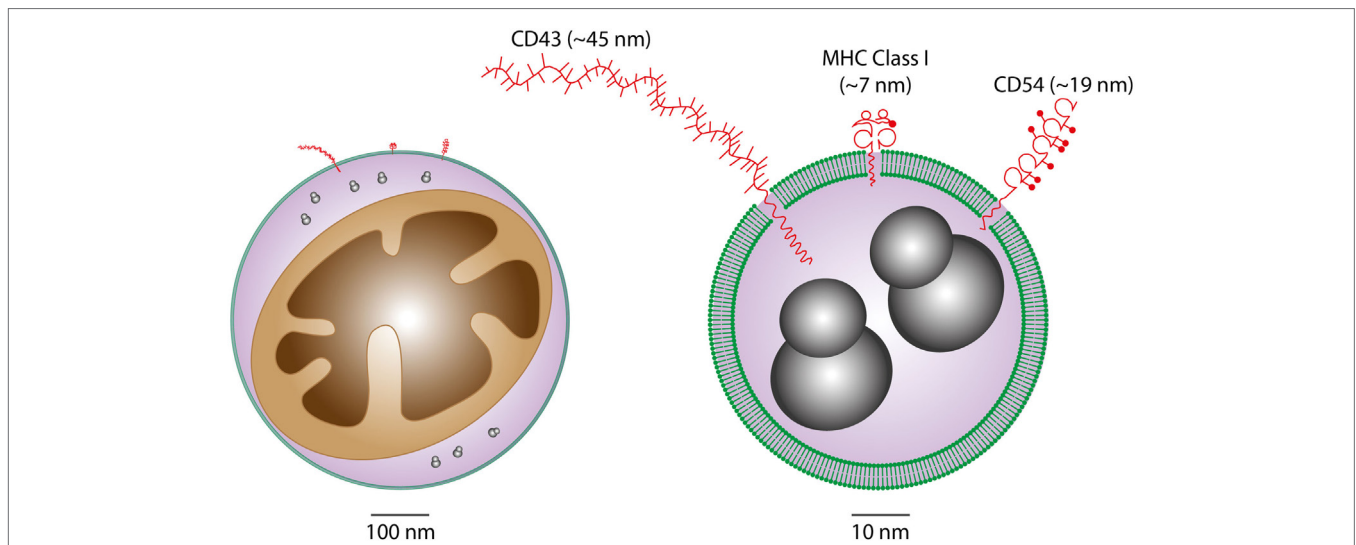 CD43 (~45 nm)
MHC Class I
(~7 nm)
CD54 (~19 nm)
100 nm
10 nm